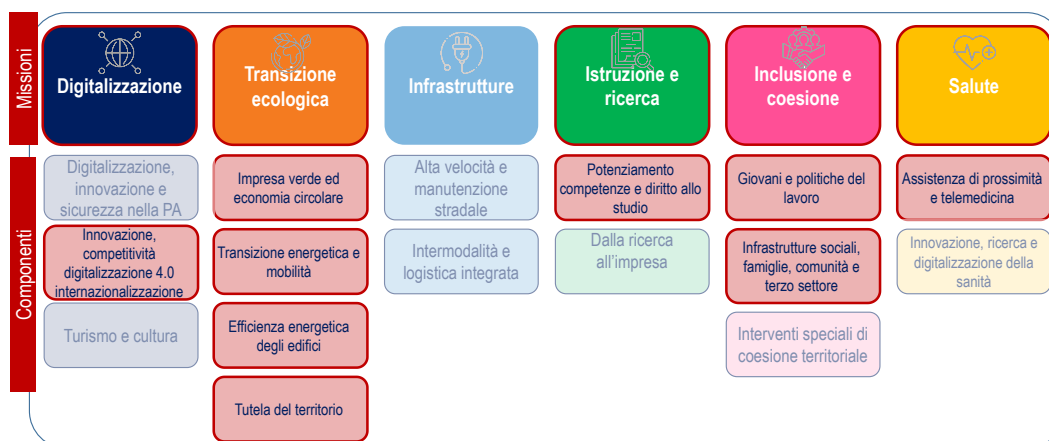 Missioni
Digitalizzazione
Transizione
ecologica
Infrastrutture
Istruzione e
ricerca
Inclusione e
coesione
Salute
Componenti
Digitalizzazione,
innovazione e
sicurezza nella PA
Innovazione,
competitività
digitalizzazione 4.0
internazionalizzazione
Turismo e cultura
Impresa verde ed
economia circolare
Transizione energetica e
mobilità
Efficienza energetica
degli edifici
Tutela del territorio
Alta velocità e
manutenzione
stradale
Intermodalità e
logistica integrata
Potenziamento
competenze e diritto allo
studio
Dalla ricerca
all’impresa
Giovani e politiche del
lavoro
Infrastrutture sociali,
famiglie, comunità e
terzo settore
Interventi speciali di
coesione territoriale
Assistenza di prossimità
e telemedicina
Innovazione, ricerca e
digitalizzazione della
sanità